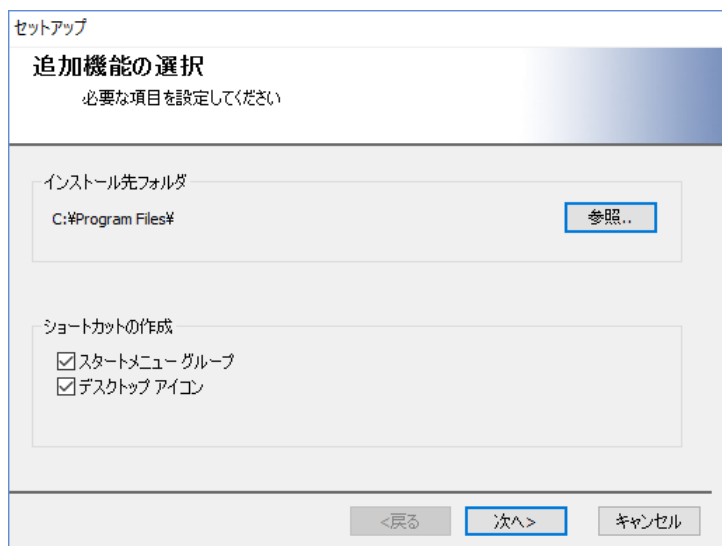 セットアップ
追加機能の選択
必要な項目を設定してください
インストール先フォルダ
C:¥Program Files¥
参照..
ショートカットの作成
スタートメニュー グループ
デスクトップ アイコン
<戻る
次へ>
キャンセル